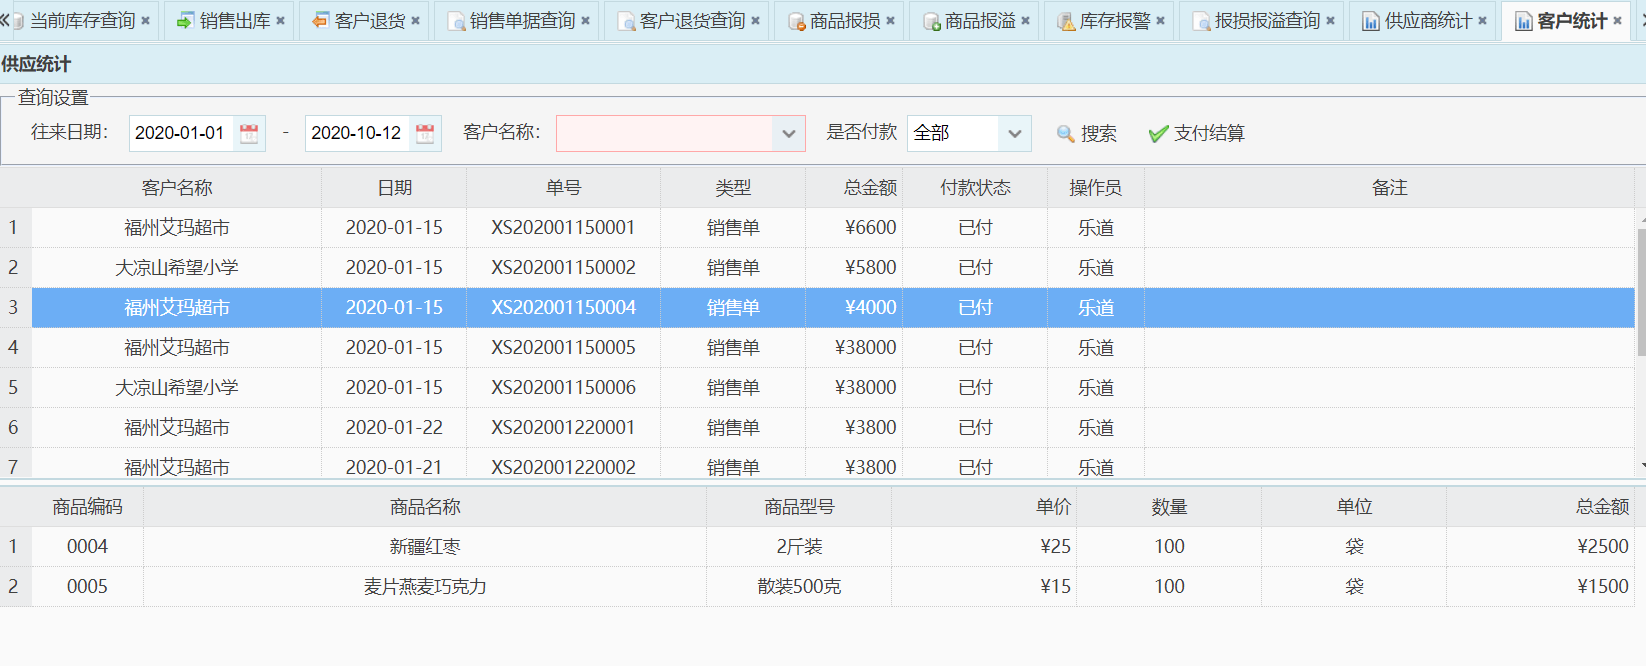 当前库存查询 销售出库 客户退货 销售单据查询 客户退货查询 商品报损 商品报溢 库存报警 报损报溢查询 供应商统计 客户统计
供应统计
查询设置
往来日期： 2020-01-01 - 2020-10-12 客户名称： 是否付款 全部 搜索 支付结算
客户名称 日期 单号 类型 总金额 付款状态 操作员 备注
1 福州艾玛超市 2020-01-15 XS202001150001 销售单 ¥6600 已付 乐道
2 大凉山希望小学 2020-01-15 XS202001150002 销售单 ¥5800 已付 乐道
3 福州艾玛超市 2020-01-15 XS202001150004 销售单 ¥4000 已付 乐道
4 福州艾玛超市 2020-01-15 XS202001150005 销售单 ¥38000 已付 乐道
5 大凉山希望小学 2020-01-15 XS202001150006 销售单 ¥38000 已付 乐道
6 福州艾玛超市 2020-01-22 XS202001220001 销售单 ¥3800 已付 乐道
7 福州艾玛超市 2020-01-21 XS202001220002 销售单 ¥3800 已付 乐道
商品编码 商品名称 商品型号 单价 数量 单位 总金额
1 0004 新疆红枣 2斤装 ¥25 100 袋 ¥2500
2 0005 麦片燕麦巧克力 散装500克 ¥15 100 袋 ¥1500